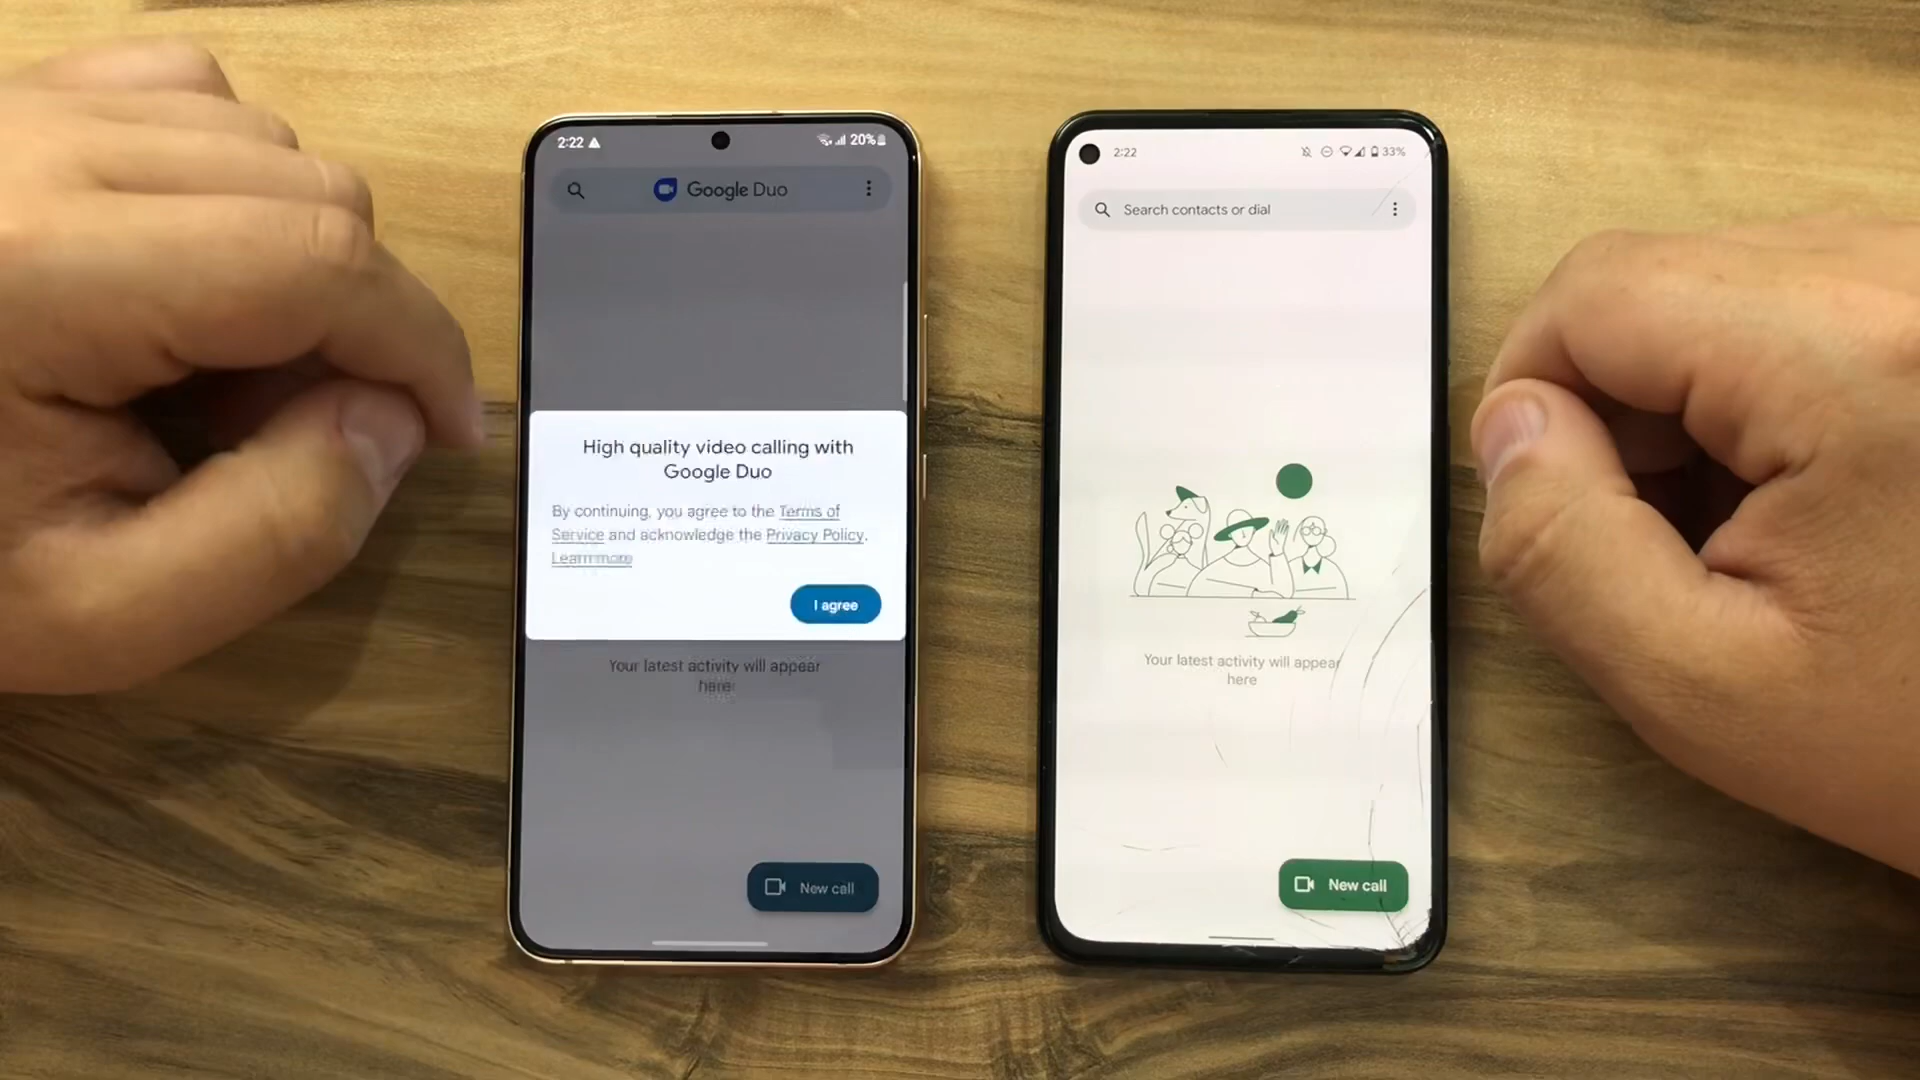 2:22
20%
Google Duo
High quality video calling with
Google Duo
By continuing, you agree to the Terms of
Service and acknowledge the Privacy Policy.
Learn more
I agree
Your latest activity will appear
here
New call
2:22
33%
Search contacts or dial
Your latest activity will appear
here
New call